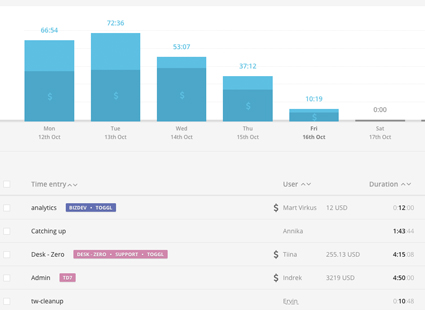 66:54
72:36
53:07
37:12
10:19
0:00
$ $ $ $ $
Mon Tue Wed Thu Fri Sat
12th Oct 13th Oct 14th Oct 15th Oct 16th Oct 17th Oct
Time entry User Duration
analytics BIZDEV • TOGGL $ Mart Virkus 12 USD 0:12:00
Catching up Annika 1:43:44
Desk - Zero DESK - ZERO • SUPPORT • TOGGL $ Tiina 255.13 USD 4:15:08
Admin TD7 $ Indrek 3219 USD 4:50:00
tw-cleanup Ervin 0:10:48